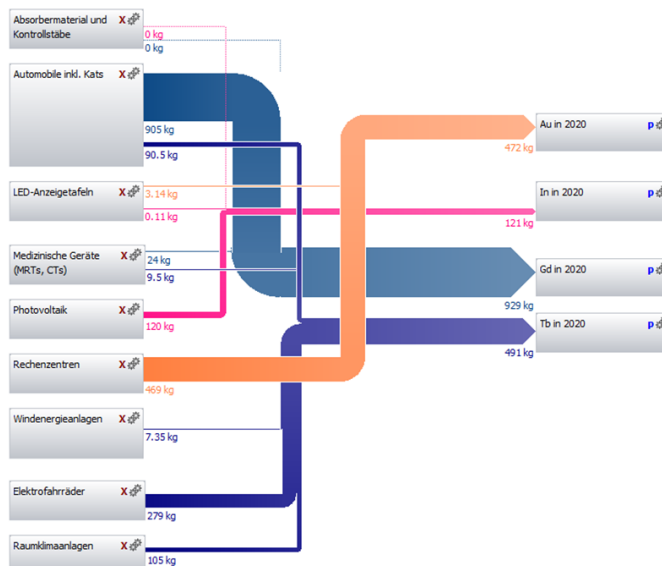 Absorbermaterial und X
Kontrollstäbe
0 kg
0 kg
Automobile inkl. Kats X
905 kg
90.5 kg
LED-Anzeigetafeln X
3.14 kg
0.11 kg
Medizinische Geräte X
(MRTs, CTs)
24 kg
9.5 kg
Photovoltaik X
120 kg
Rechenzentren X
469 kg
Windenergieanlagen X
7.35 kg
Elektrofahrräder X
279 kg
Raumklimaanlagen X
105 kg
Au in 2020 p
472 kg
In in 2020 p
121 kg
Gd in 2020 p
929 kg
Tb in 2020 p
491 kg